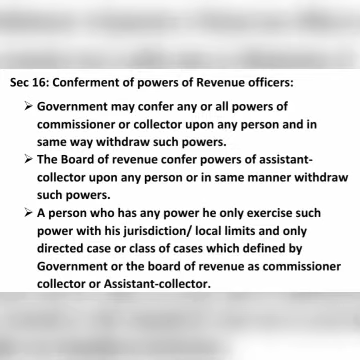 Sec 16: Conferment of powers of Revenue officers:
➢ Government may confer any or all powers of
commissioner or collector upon any person and in
same way withdraw such powers.
➢ The Board of revenue confer powers of assistant-
collector upon any person or in same manner withdraw
such powers.
➢ A person who has any power he only exercise such
power with his jurisdiction/ local limits and only
directed case or class of cases which defined by
Government or the board of revenue as commissioner
collector or Assistant-collector.